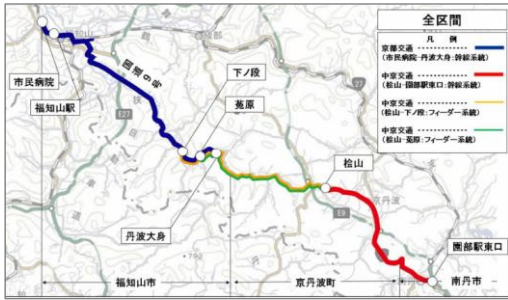 全区間
凡 例
京都交通
(市民病院-丹波大身:幹線系統)
中京交通
(桧山-園部駅東口:幹線系統)
中京交通
(桧山-下ノ段:フィーダー系統)
中京交通
(桧山-菟原:フィーダー系統)
市民病院
福知山駅
国道9号
下ノ段
菟原
E27
27
丹波大身
桧山
E9
園部駅東口
福知山市
京丹波町
南丹市